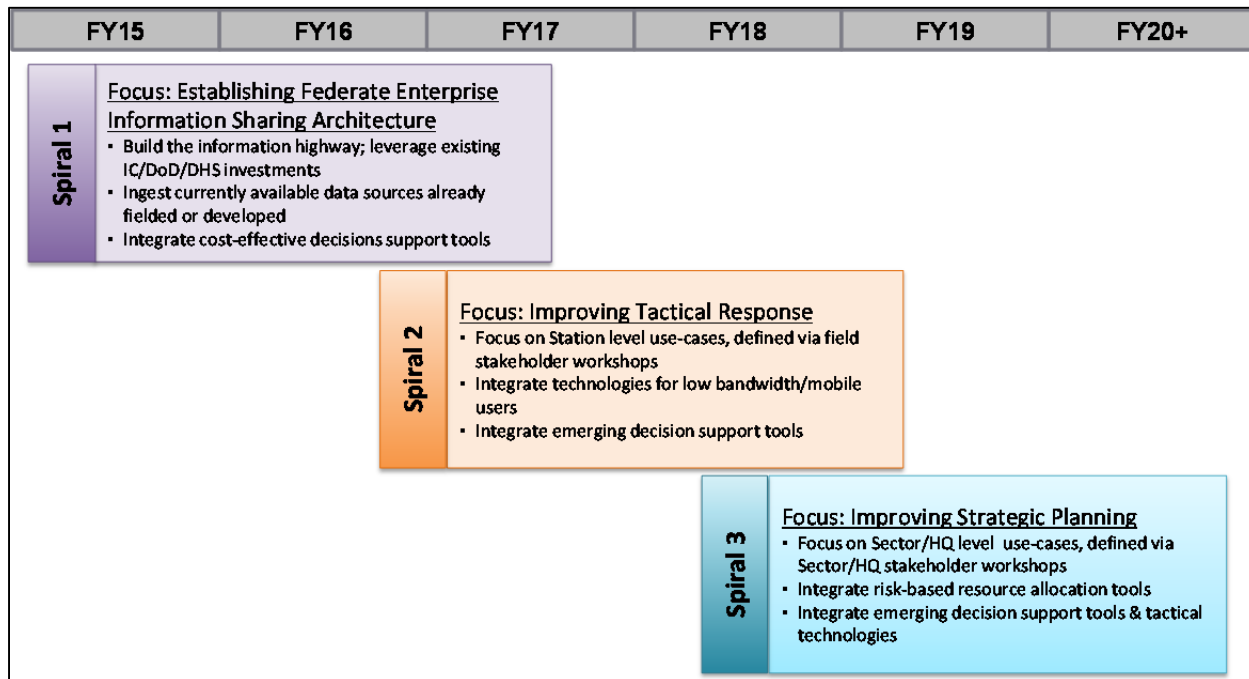 FY15 FY16 FY17 FY18 FY19 FY20+
Spiral 1
Focus: Establishing Federate Enterprise
Information Sharing Architecture
▪ Build the information highway; leverage existing
IC/DoD/DHS investments
▪ Ingest currently available data sources already
fielded or developed
▪ Integrate cost-effective decisions support tools
Spiral 2
Focus: Improving Tactical Response
▪ Focus on Station level use-cases, defined via field
stakeholder workshops
▪ Integrate technologies for low bandwidth/mobile
users
▪ Integrate emerging decision support tools
Spiral 3
Focus: Improving Strategic Planning
▪ Focus on Sector/HQ level use-cases, defined via
Sector/HQ stakeholder workshops
▪ Integrate risk-based resource allocation tools
▪ Integrate emerging decision support tools & tactical
technologies